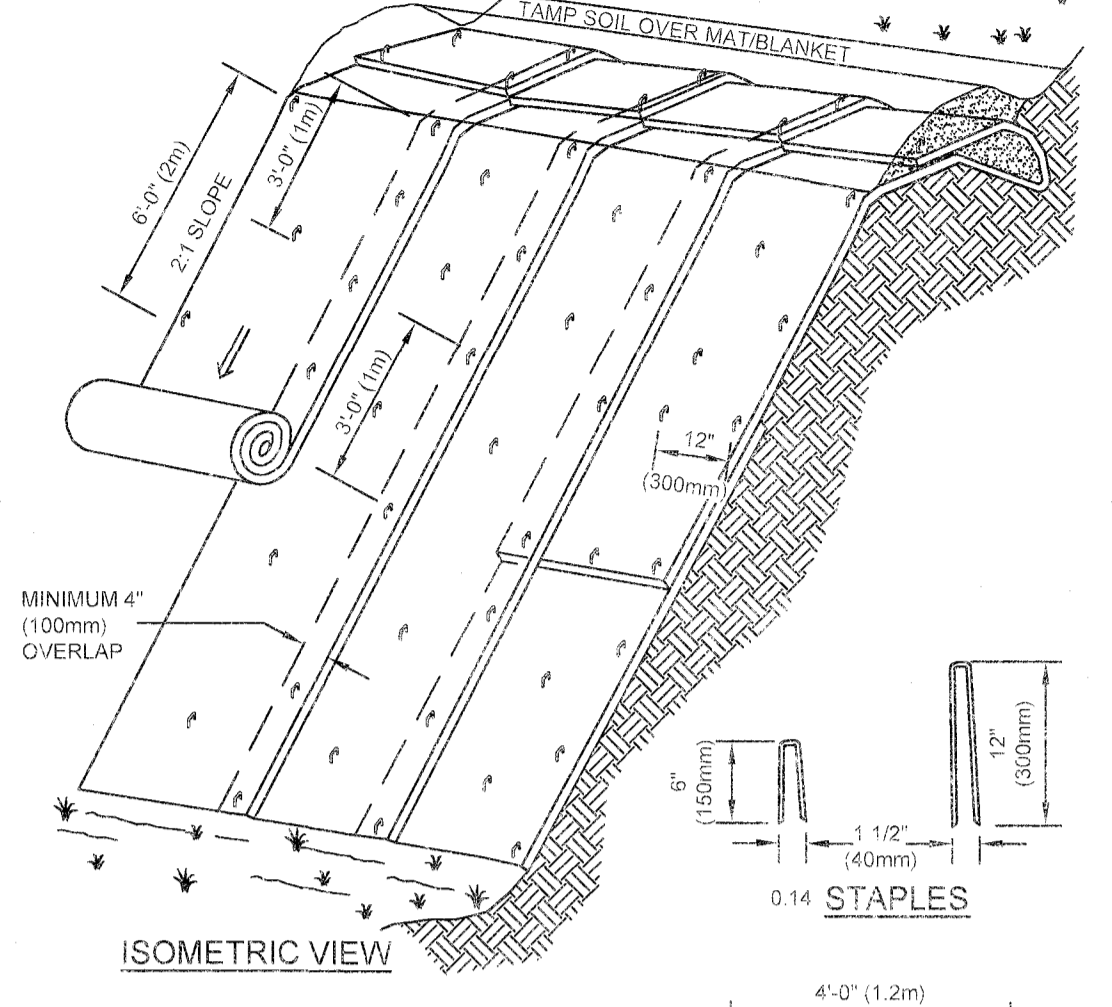 TAMP SOIL OVER MAT/BLANKET
6'-0" (2m)
2:1 SLOPE
3'-0" (1m)
3'-0" (1m)
12"
(300mm)
MINIMUM 4"
(100mm)
OVERLAP
6"
(150mm)
12"
(300mm)
1 1/2"
(40mm)
0.14 STAPLES
ISOMETRIC VIEW
4'-0" (1.2m)